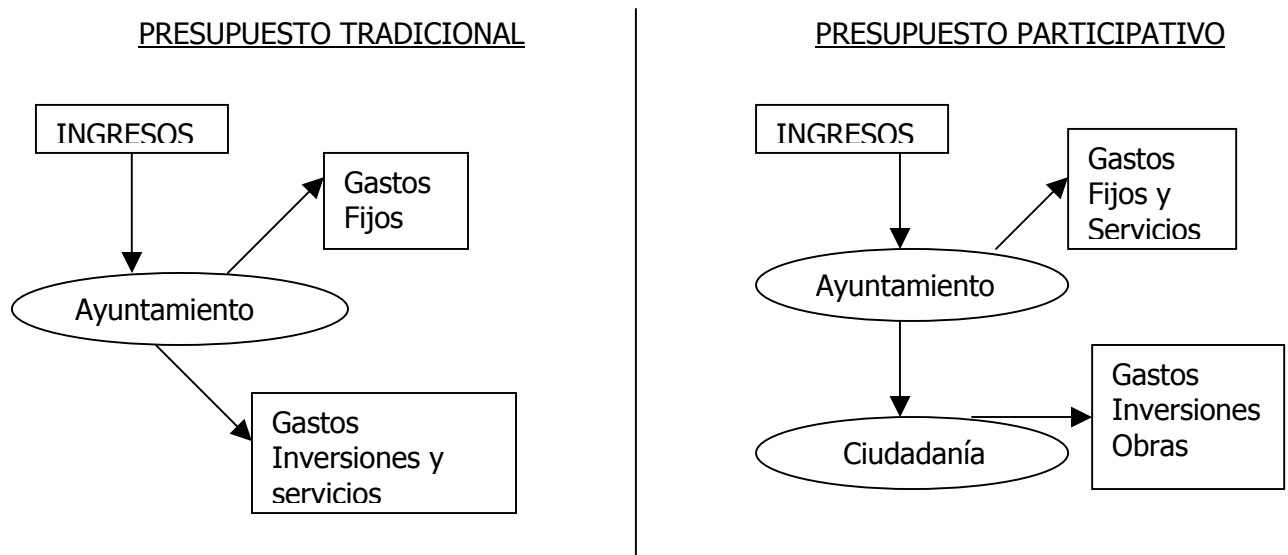 PRESUPUESTO TRADICIONAL
INGRESOS
Gastos
Fijos
Ayuntamiento
Gastos
Inversiones y
servicios
PRESUPUESTO PARTICIPATIVO
INGRESOS
Gastos
Fijos y
Servicios
Ayuntamiento
Gastos
Inversiones
Obras
Ciudadanía